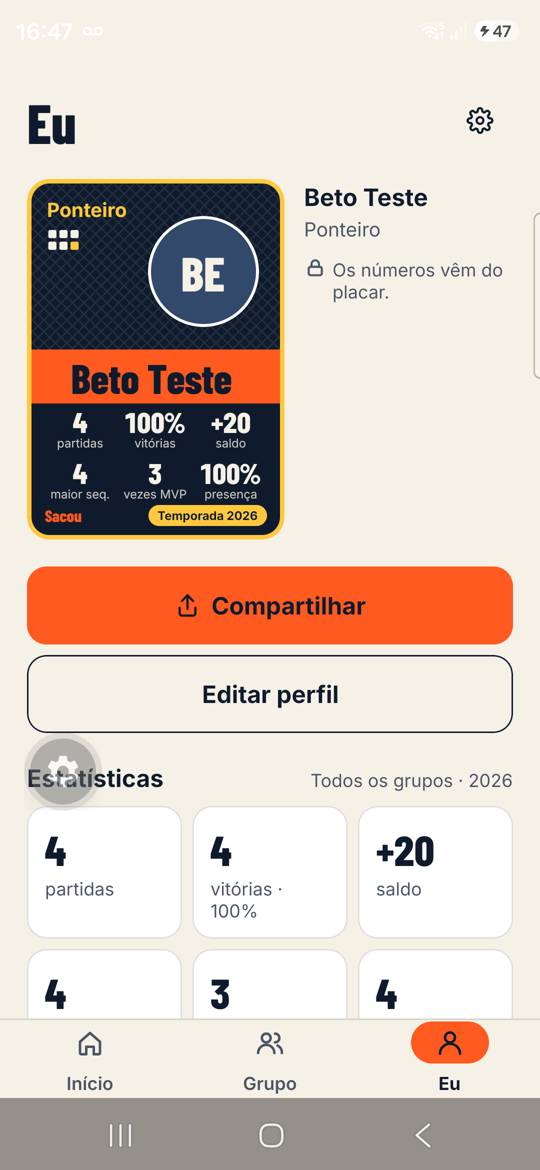 16:47
47
Eu
Ponteiro
BE
Beto Teste
4 100% +20
partidas vitórias saldo
4 3 100%
maior seq. vezes MVP presença
Sacou Temporada 2026
Beto Teste
Ponteiro
Os números vêm do
placar.
Compartilhar
Editar perfil
Estatísticas Todos os grupos · 2026
4
partidas
4
vitórias ·
100%
+20
saldo
4 3 4
Início Grupo Eu